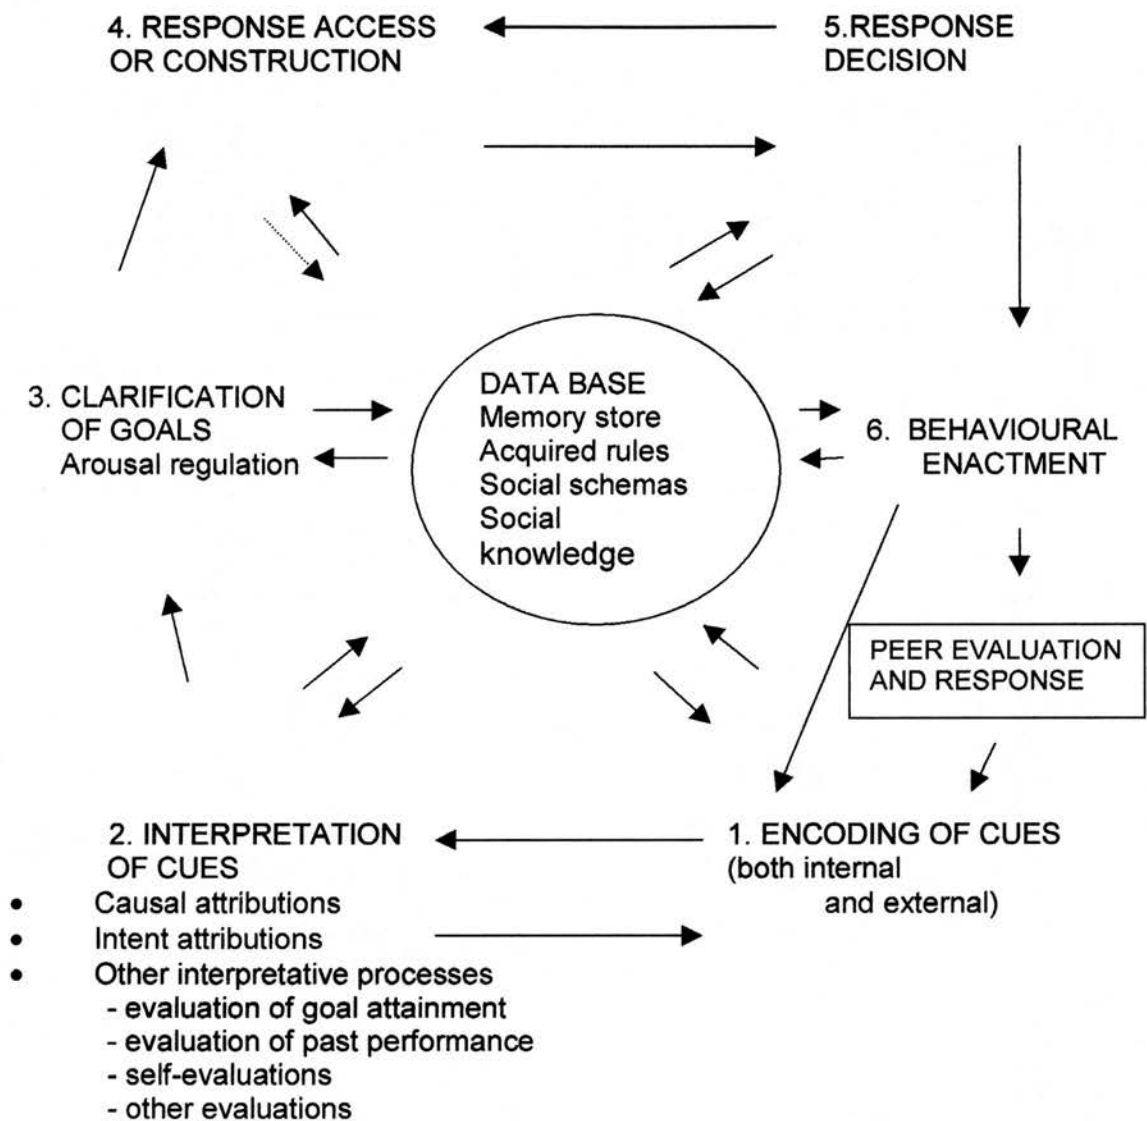 4. RESPONSE ACCESS
OR CONSTRUCTION
5.RESPONSE
DECISION
3. CLARIFICATION
OF GOALS
Arousal regulation
DATA BASE
Memory store
Acquired rules
Social schemas
Social
knowledge
6. BEHAVIOURAL
ENACTMENT
PEER EVALUATION
AND RESPONSE
2. INTERPRETATION
OF CUES
• Causal attributions
• Intent attributions
• Other interpretative processes
- evaluation of goal attainment
- evaluation of past performance
- self-evaluations
- other evaluations
1. ENCODING OF CUES
(both internal
and external)